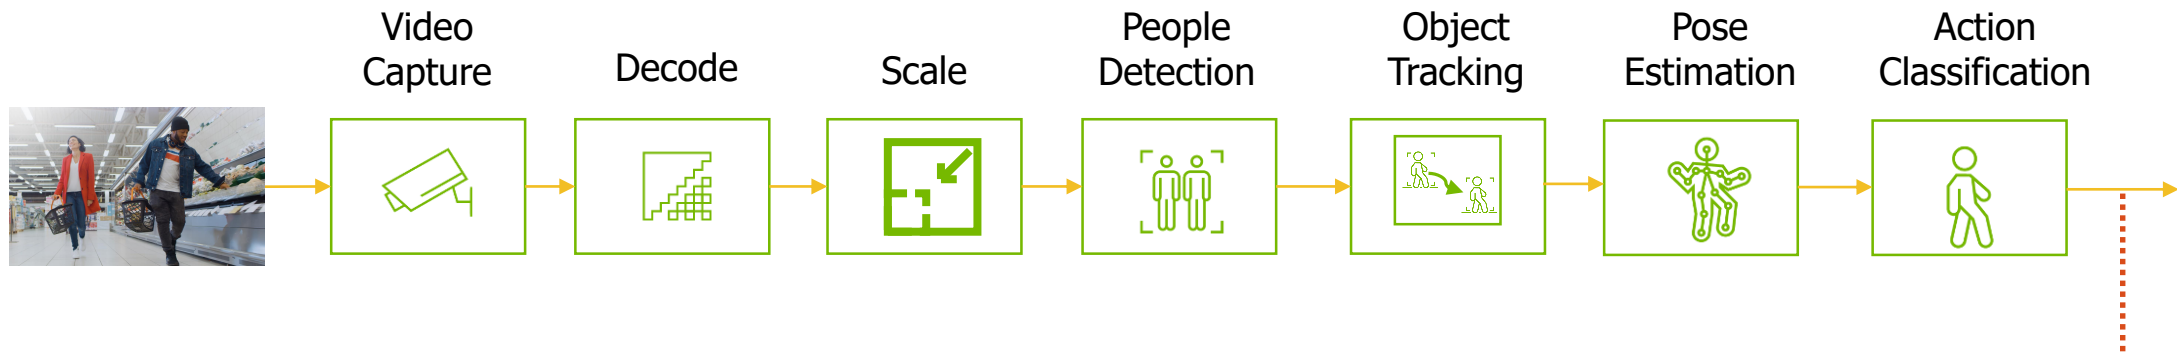 Video
Capture
Decode
Scale
People
Detection
Object
Tracking
Pose
Estimation
Action
Classification